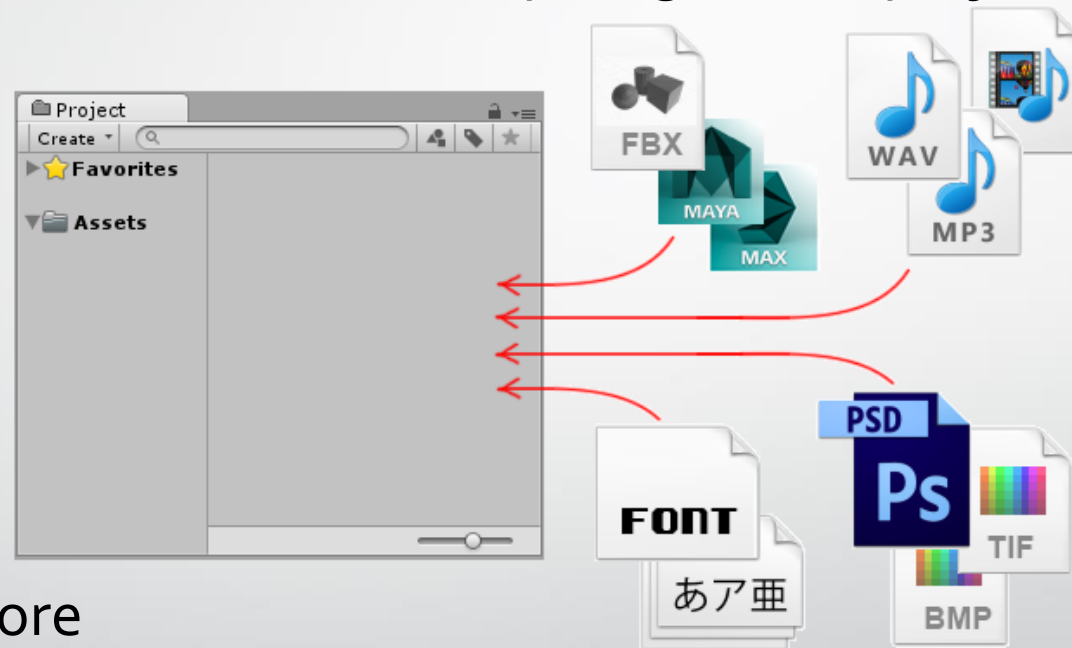 Project
Create
Favorites
Assets
FBX
MAYA
MAX
WAV
MP3
PSD
Ps
TIF
BMP
FONT
あア亜
ore